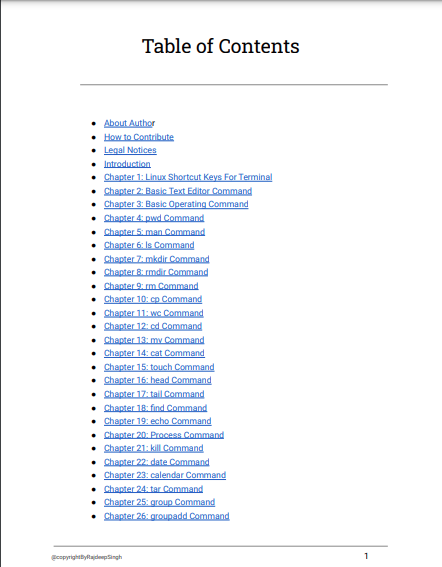 Table of Contents
About Author
How to Contribute
Legal Notices
Introduction
Chapter 1: Linux Shortcut Keys For Terminal
Chapter 2: Basic Text Editor Command
Chapter 3: Basic Operating Command
Chapter 4: pwd Command
Chapter 5: man Command
Chapter 6: ls Command
Chapter 7: mkdir Command
Chapter 8: rmdir Command
Chapter 9: rm Command
Chapter 10: cp Command
Chapter 11: wc Command
Chapter 12: cd Command
Chapter 13: mv Command
Chapter 14: cat Command
Chapter 15: touch Command
Chapter 16: head Command
Chapter 17: tail Command
Chapter 18: find Command
Chapter 19: echo Command
Chapter 20: Process Command
Chapter 21: kill Command
Chapter 22: date Command
Chapter 23: calendar Command
Chapter 24: tar Command
Chapter 25: group Command
Chapter 26: groupadd Command
@copyrightByRajdeepSingh 1